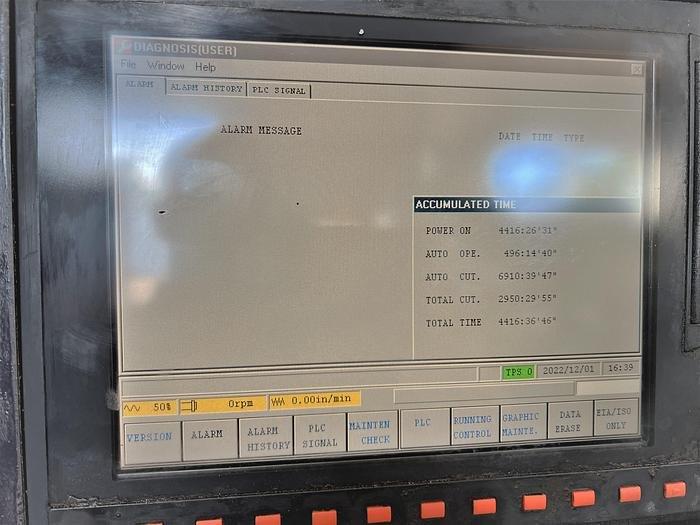 DIAGNOSIS(USER)
File Window Help
ALARM ALARM HISTORY PLC SIGNAL
ALARM MESSAGE DATE TIME TYPE
ACCUMULATED TIME
POWER ON 4416:26'31"
AUTO OPE. 496:14'40"
AUTO CUT. 6910:39'47"
TOTAL CUT. 2950:29'55"
TOTAL TIME 4416:36'46"
TPS 0 2022/12/01 16:39
50% 0rpm 0.00in/min
VERSION ALARM ALARM HISTORY PLC SIGNAL MAINTEN CHECK PLC RUNNING CONTROL GRAPHIC MAINTE. DATA ERASE EIA/ISO ONLY